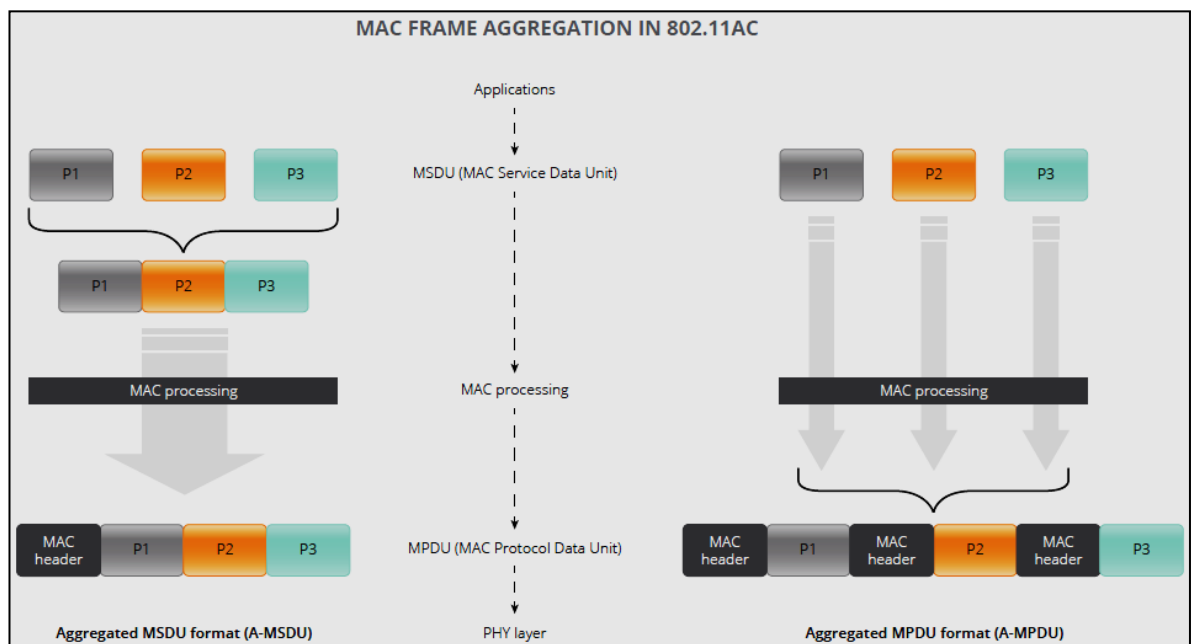 MAC FRAME AGGREGATION IN 802.11AC
Applications
P1 P2 P3
MSDU (MAC Service Data Unit)
P1 P2 P3
P1 P2 P3
MAC processing
MAC processing
MAC processing
MAC
header
P1 P2 P3
MPDU (MAC Protocol Data Unit)
MAC
header
P1
MAC
header
P2
MAC
header
P3
Aggregated MSDU format (A-MSDU)
PHY layer
Aggregated MPDU format (A-MPDU)